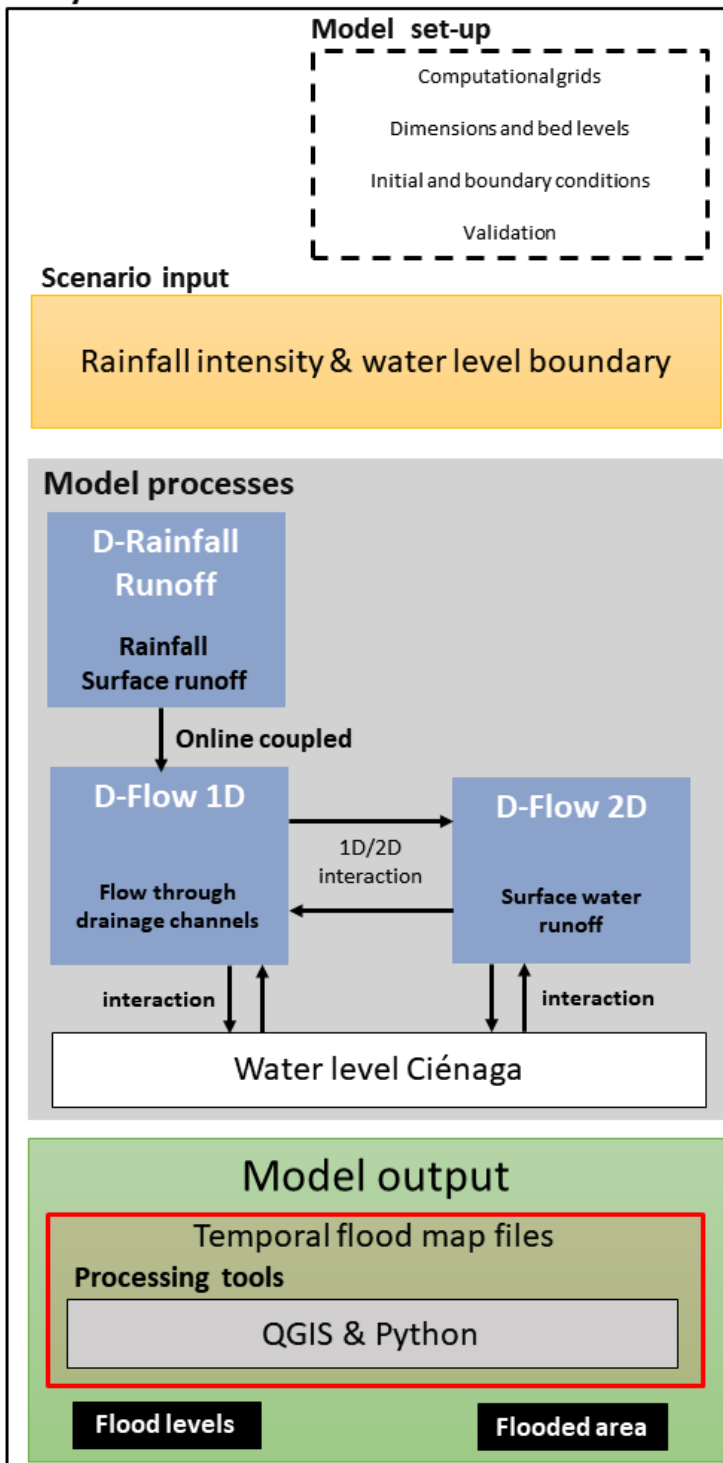 Model set-up
Computational grids
Dimensions and bed levels
Initial and boundary conditions
Validation
Scenario input
Rainfall intensity & water level boundary
Model processes
D-Rainfall
Runoff
Rainfall
Surface runoff
Online coupled
D-Flow 1D
Flow through
drainage channels
1D/2D
interaction
D-Flow 2D
Surface water
runoff
interaction
interaction
Water level Ciénaga
Model output
Temporal flood map files
Processing tools
QGIS & Python
Flood levels
Flooded area